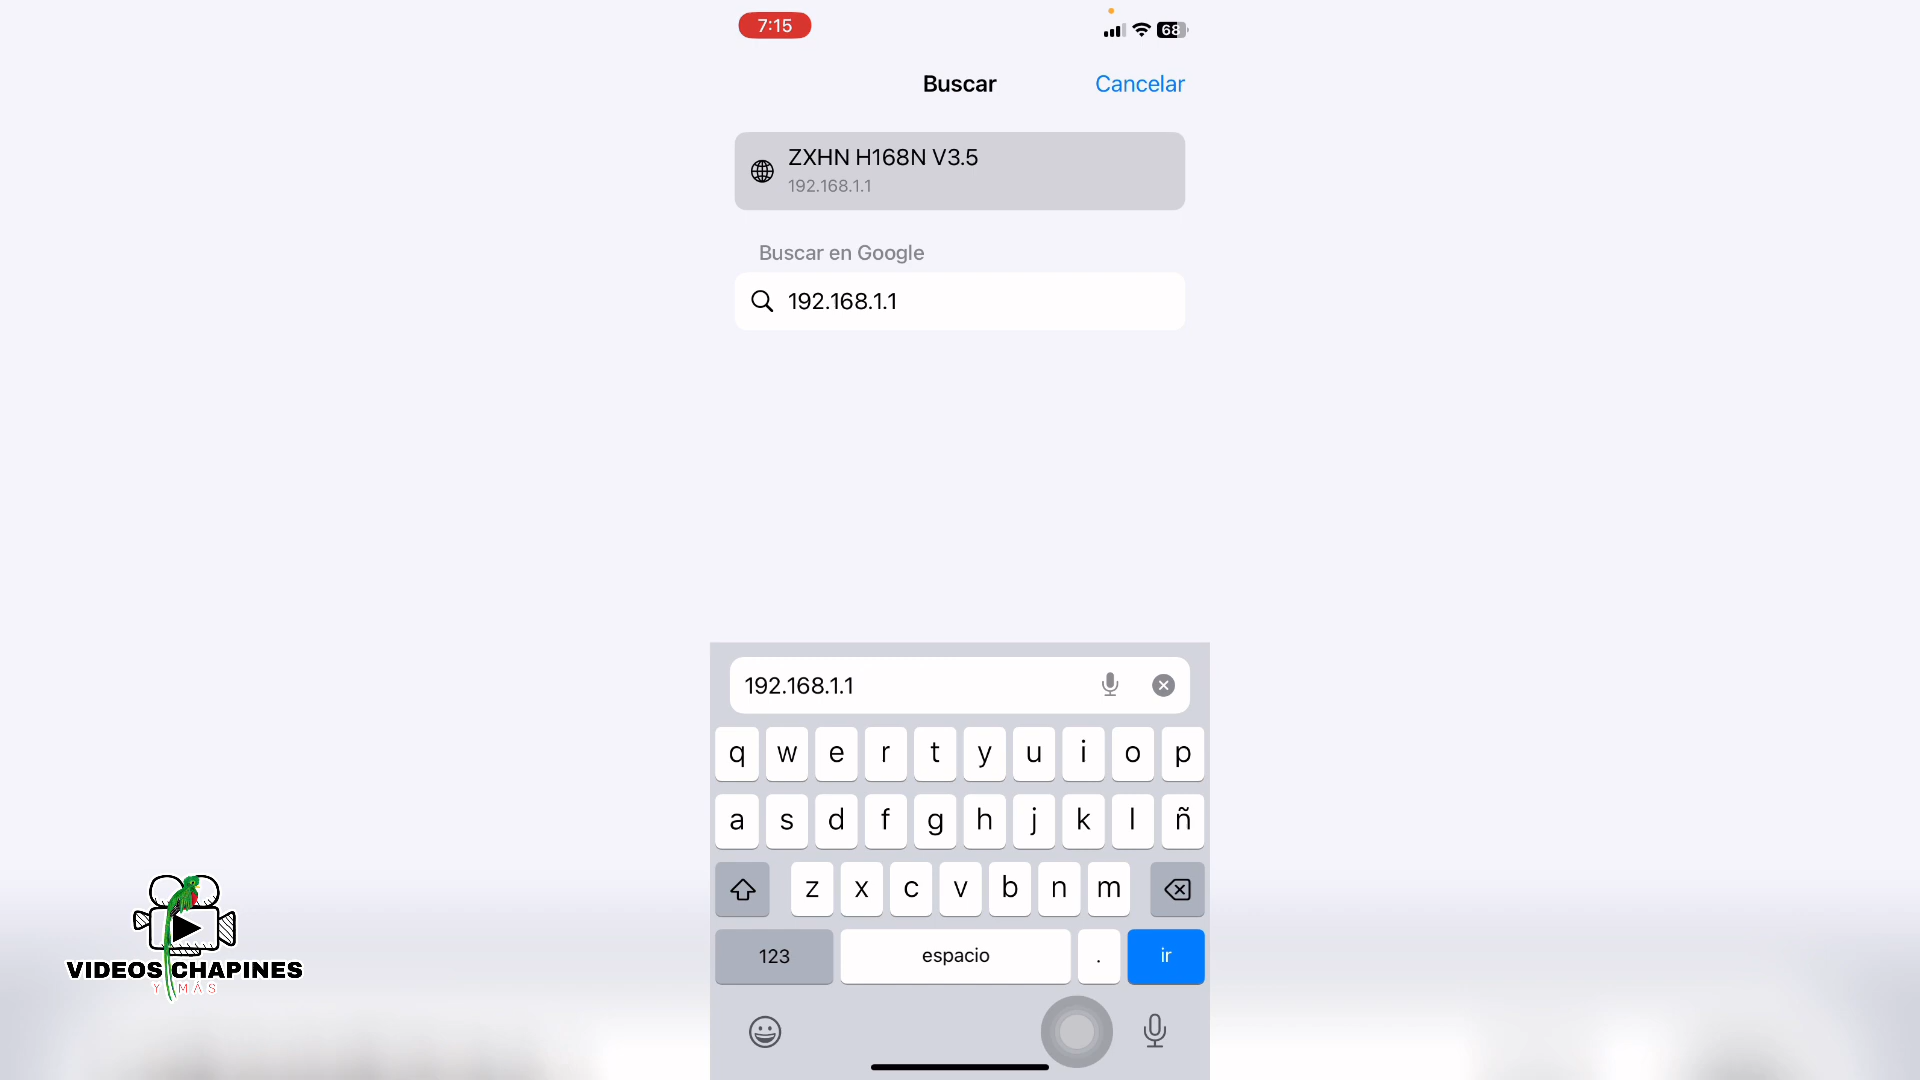 7:15
68
Buscar
Cancelar
ZXHN H168N V3.5
192.168.1.1
Buscar en Google
192.168.1.1
192.168.1.1
q w e r t y u i o p
a s d f g h j k l ñ
z x c v b n m
123 espacio . ir
VIDEOS CHAPINES
Y MÁS